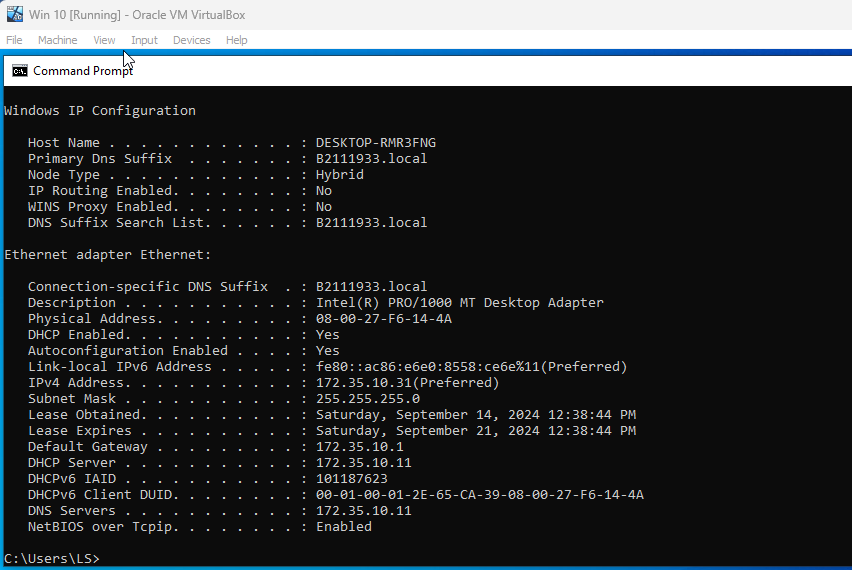 Win 10 [Running] - Oracle VM VirtualBox
File Machine View Input Devices Help
Command Prompt
Windows IP Configuration
Host Name . . . . . . . . . . . . : DESKTOP-RMR3FNG
Primary Dns Suffix . . . . . . . : B2111933.local
Node Type . . . . . . . . . . . . : Hybrid
IP Routing Enabled. . . . . . . . : No
WINS Proxy Enabled. . . . . . . . : No
DNS Suffix Search List. . . . . . : B2111933.local
Ethernet adapter Ethernet:
Connection-specific DNS Suffix . : B2111933.local
Description . . . . . . . . . . . : Intel(R) PRO/1000 MT Desktop Adapter
Physical Address. . . . . . . . . : 08-00-27-F6-14-4A
DHCP Enabled. . . . . . . . . . . : Yes
Autoconfiguration Enabled . . . . : Yes
Link-local IPv6 Address . . . . . : fe80::ac86:e6e0:8558:ce6e%11(Preferred)
IPv4 Address. . . . . . . . . . . : 172.35.10.31(Preferred)
Subnet Mask . . . . . . . . . . . : 255.255.255.0
Lease Obtained. . . . . . . . . . : Saturday, September 14, 2024 12:38:44 PM
Lease Expires . . . . . . . . . . : Saturday, September 21, 2024 12:38:44 PM
Default Gateway . . . . . . . . . : 172.35.10.1
DHCP Server . . . . . . . . . . . : 172.35.10.11
DHCPv6 IAID . . . . . . . . . . . : 101187623
DHCPv6 Client DUID. . . . . . . . : 00-01-00-01-2E-65-CA-39-08-00-27-F6-14-4A
DNS Servers . . . . . . . . . . . : 172.35.10.11
NetBIOS over Tcpip. . . . . . . . : Enabled
C:\Users\LS>